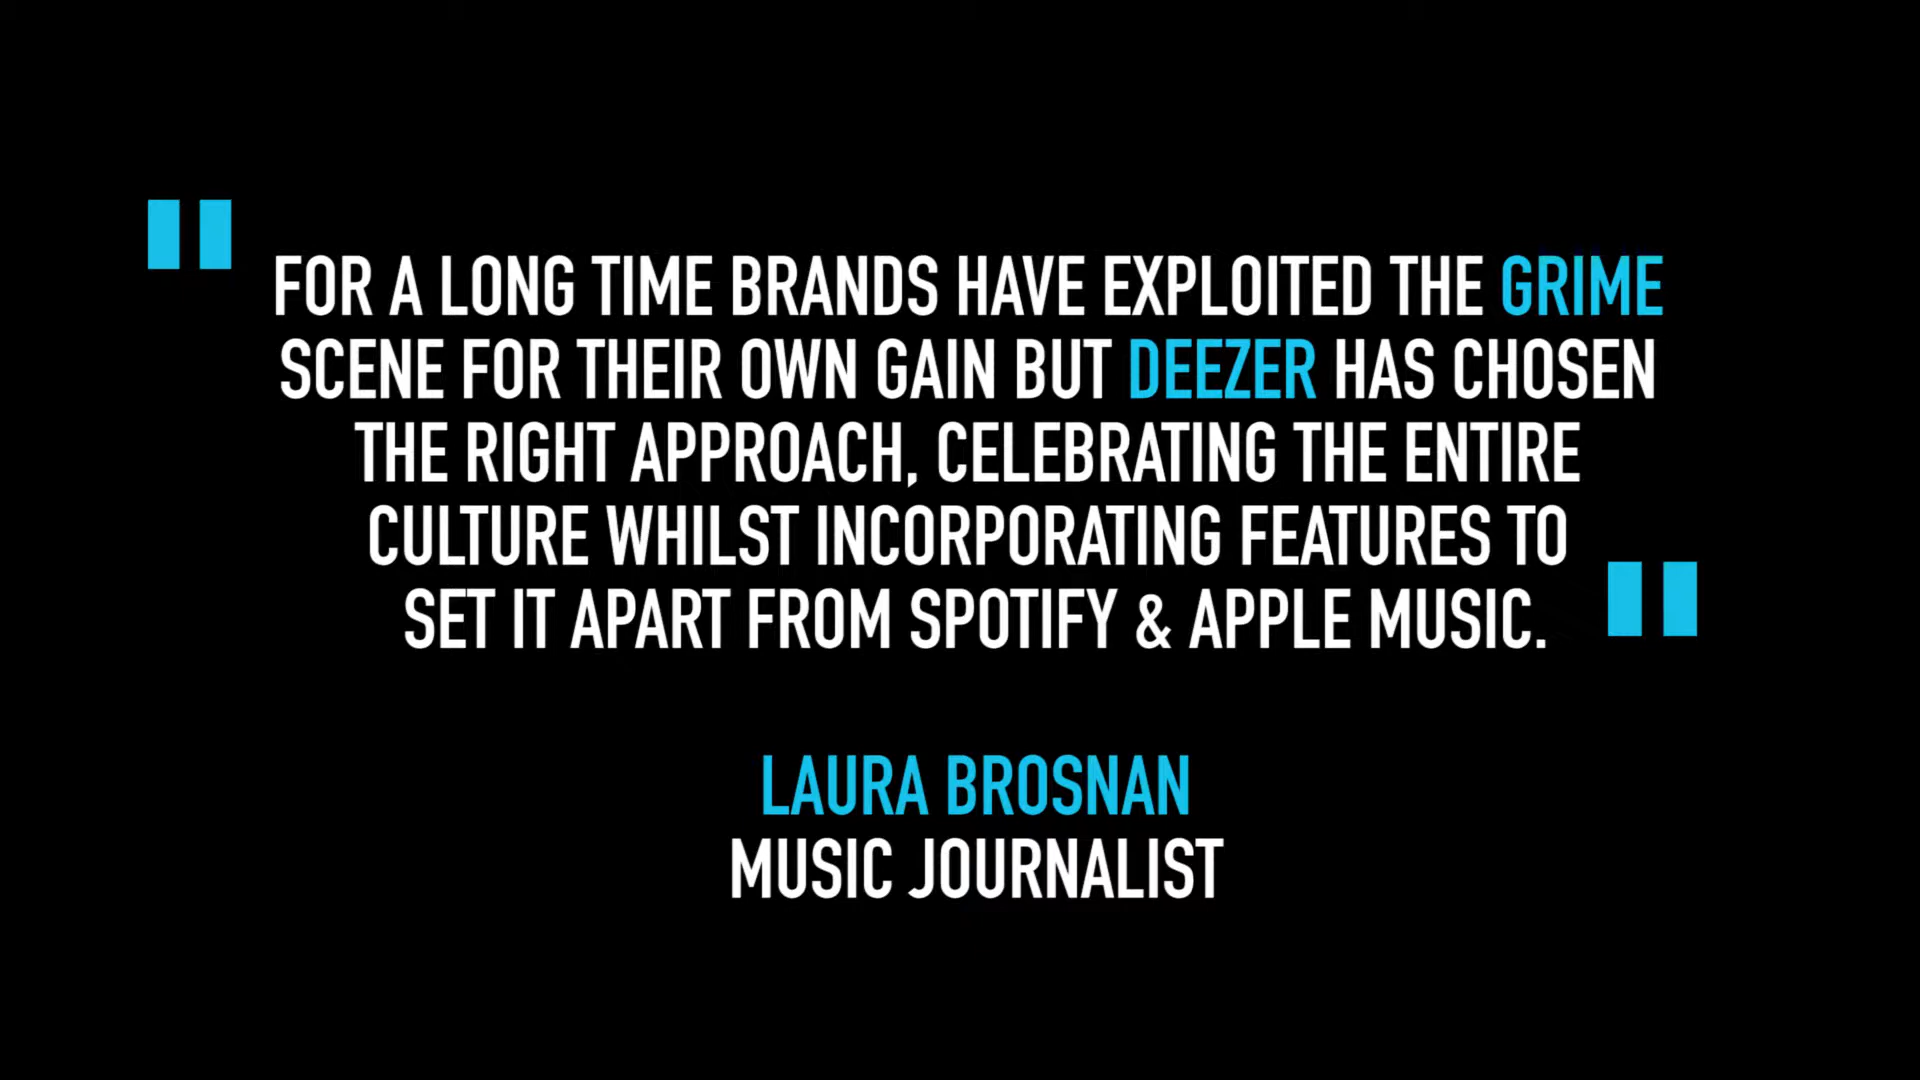 "FOR A LONG TIME BRANDS HAVE EXPLOITED THE GRIME
SCENE FOR THEIR OWN GAIN BUT DEEZER HAS CHOSEN
THE RIGHT APPROACH, CELEBRATING THE ENTIRE
CULTURE WHILST INCORPORATING FEATURES TO
SET IT APART FROM SPOTIFY & APPLE MUSIC."
LAURA BROSNAN
MUSIC JOURNALIST